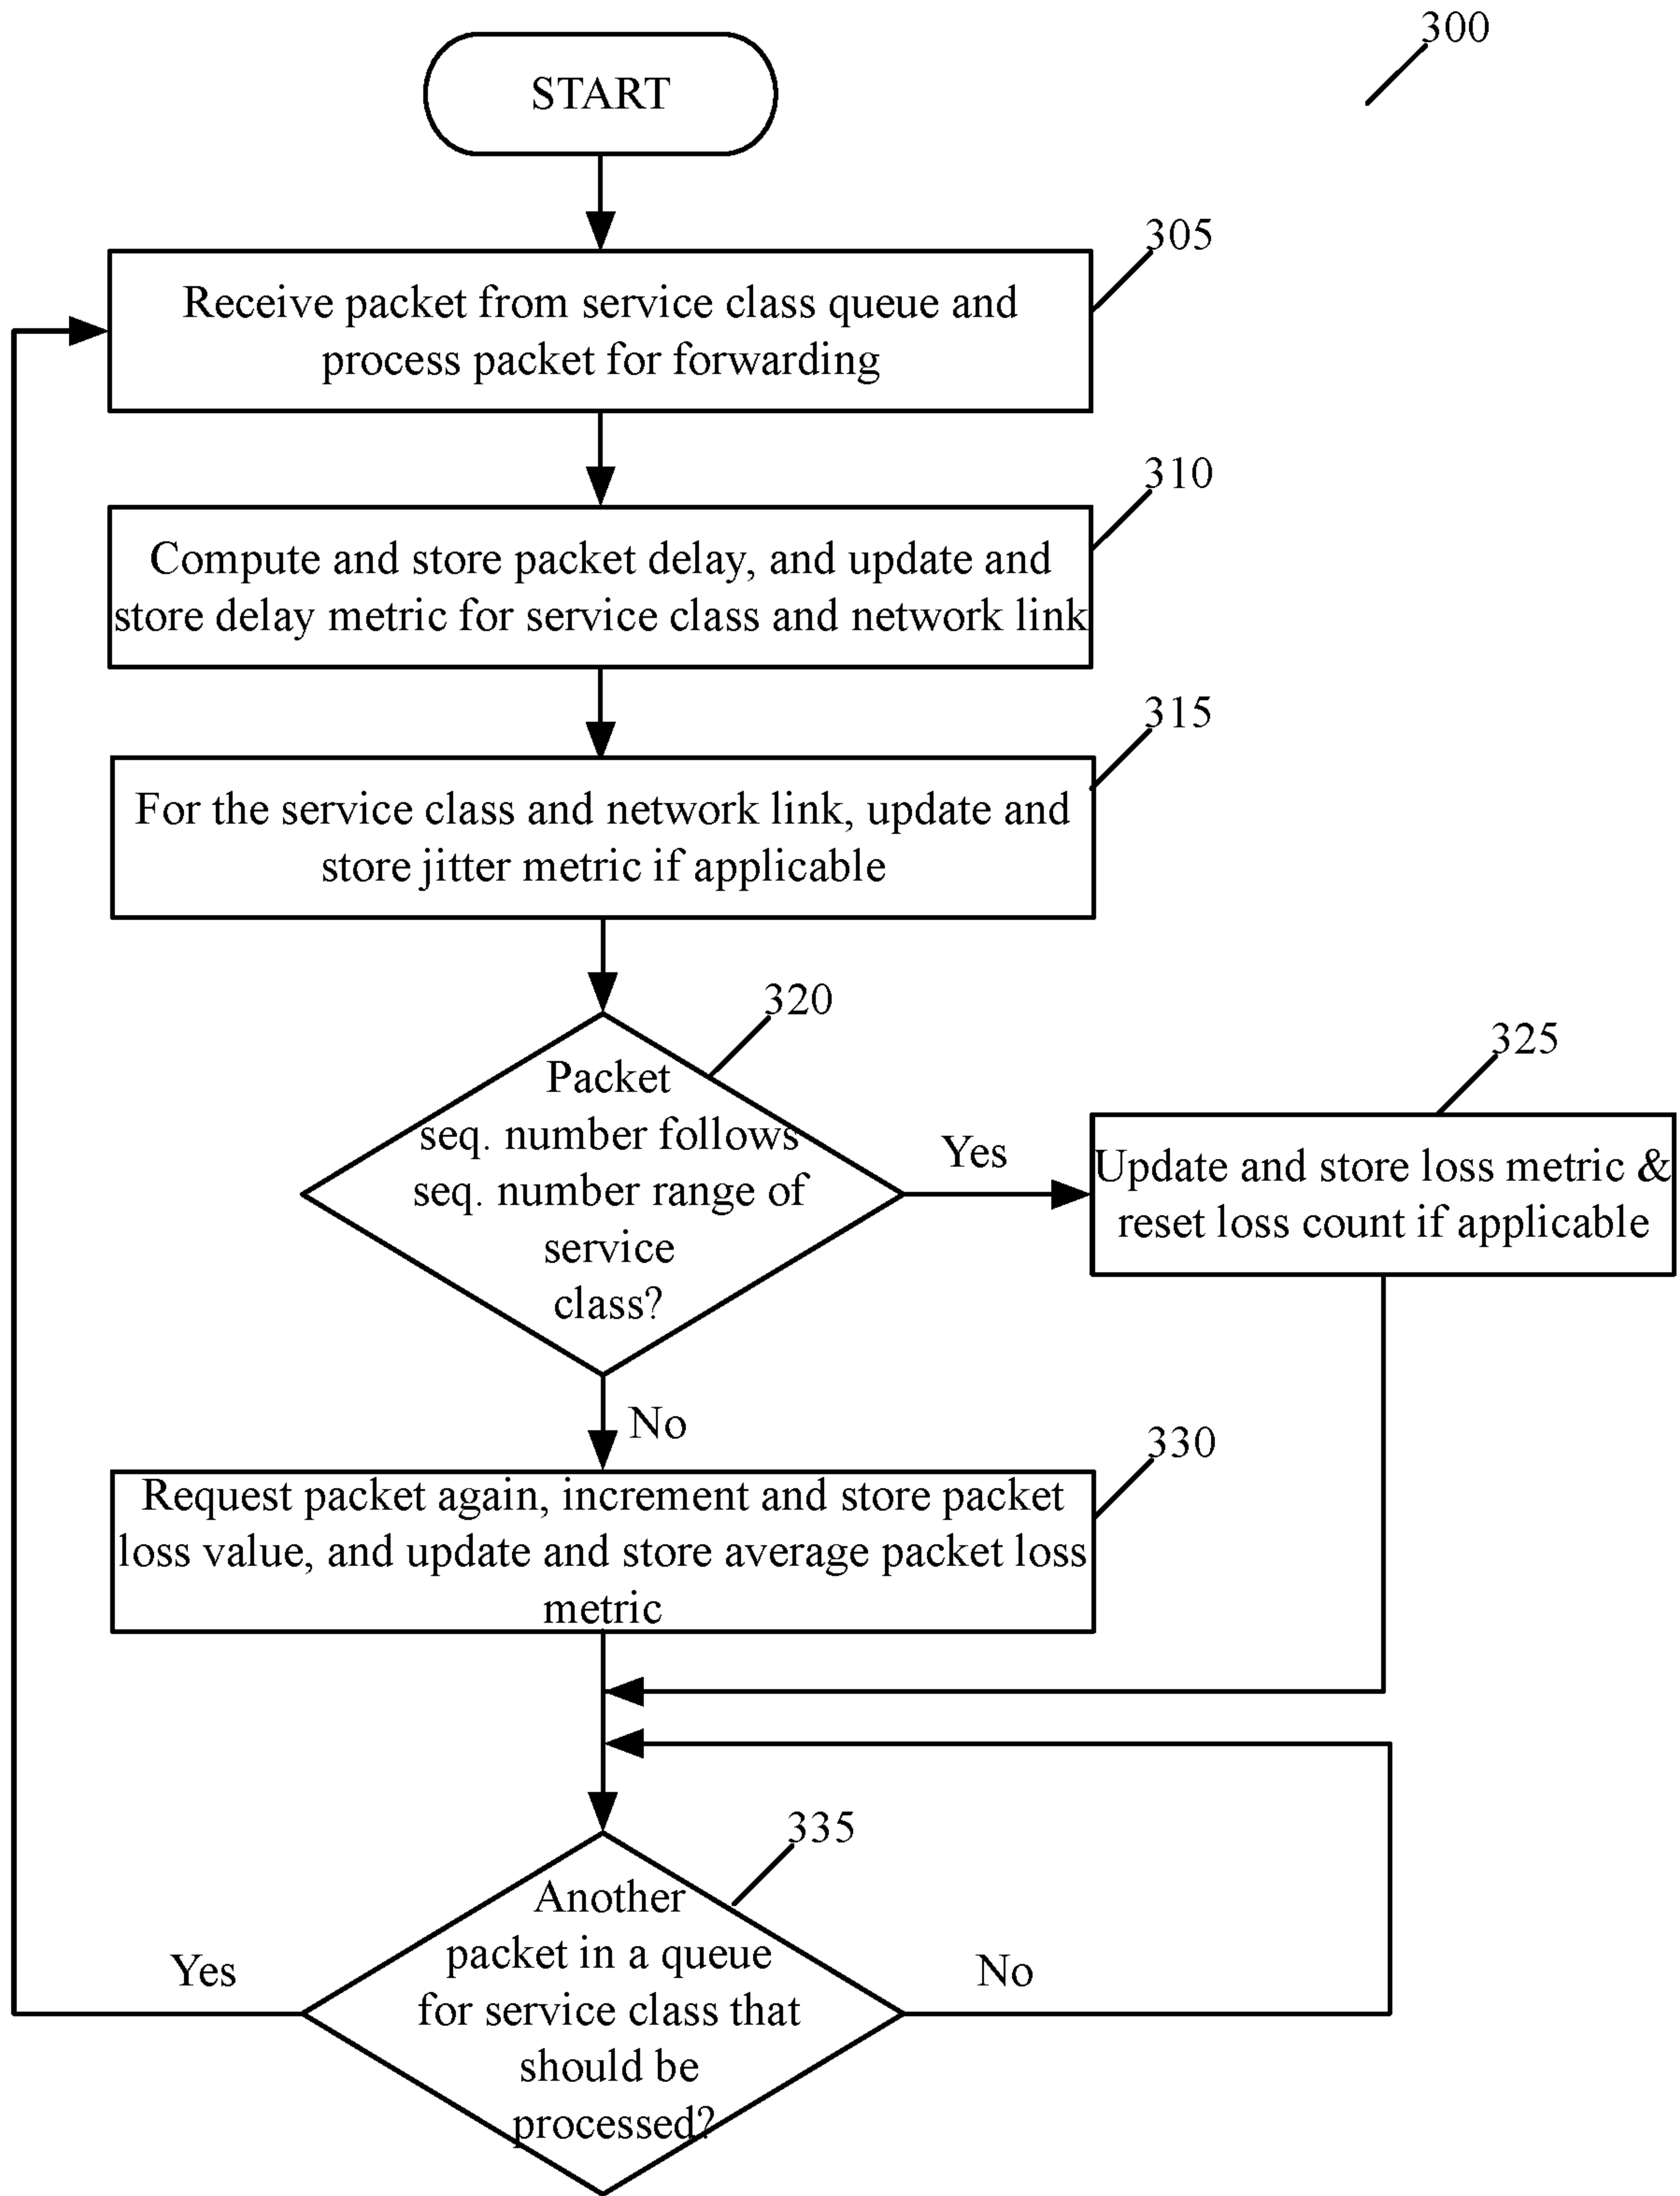 300
START
305
Receive packet from service class queue and
process packet for forwarding
310
Compute and store packet delay, and update and
store delay metric for service class and network link
315
For the service class and network link, update and
store jitter metric if applicable
320
Packet
seq. number follows
seq. number range of
service
class?
Yes
325
Update and store loss metric &
reset loss count if applicable
No
330
Request packet again, increment and store packet
loss value, and update and store average packet loss
metric
335
Another
packet in a queue
for service class that
should be
processed?
Yes
No